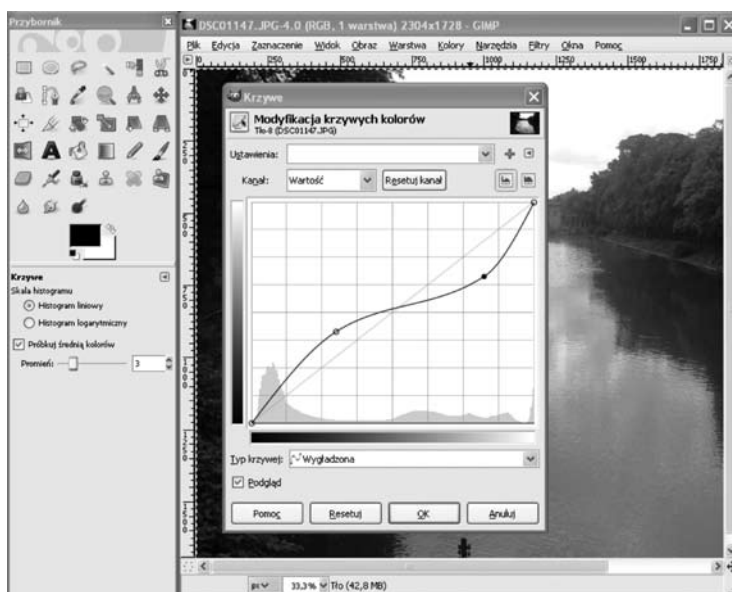 Przybornik
DSC01147.JPG-4.0 (RGB, 1 warstwa) 2304x1728 - GIMP
Plik Edycja Zaznaczenie Widok Obraz Warstwa Kolory Narzędzia Filtry Okna Pomoc
0 250 500 750 1000 1250 1500 1750
Krzywe
Modyfikacja krzywych kolorów
Tło-8 (DSC01147.JPG)
Ustawienia:
Kanał: Wartość Resetuj kanał
Krzywe
Skala histogramu
Histogram liniowy
Histogram logarytmiczny
Próbkuj średnią kolorów
Promień: 3
Typ krzywej: Wygładzona
Podgląd
Pomoc Resetuj OK Anuluj
px 33,3% Tło (42,8 MB)